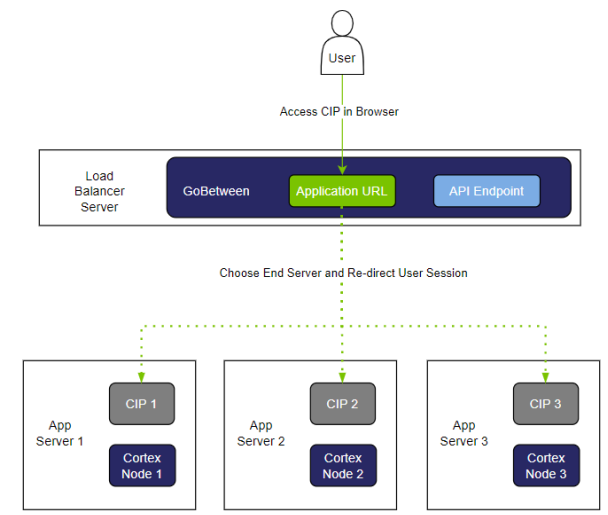 User
Access CIP in Browser
Load
Balancer
Server
GoBetween
Application URL
API Endpoint
Choose End Server and Re-direct User Session
App
Server 1
CIP 1
Cortex
Node 1
App
Server 2
CIP 2
Cortex
Node 2
App
Server 3
CIP 3
Cortex
Node 3